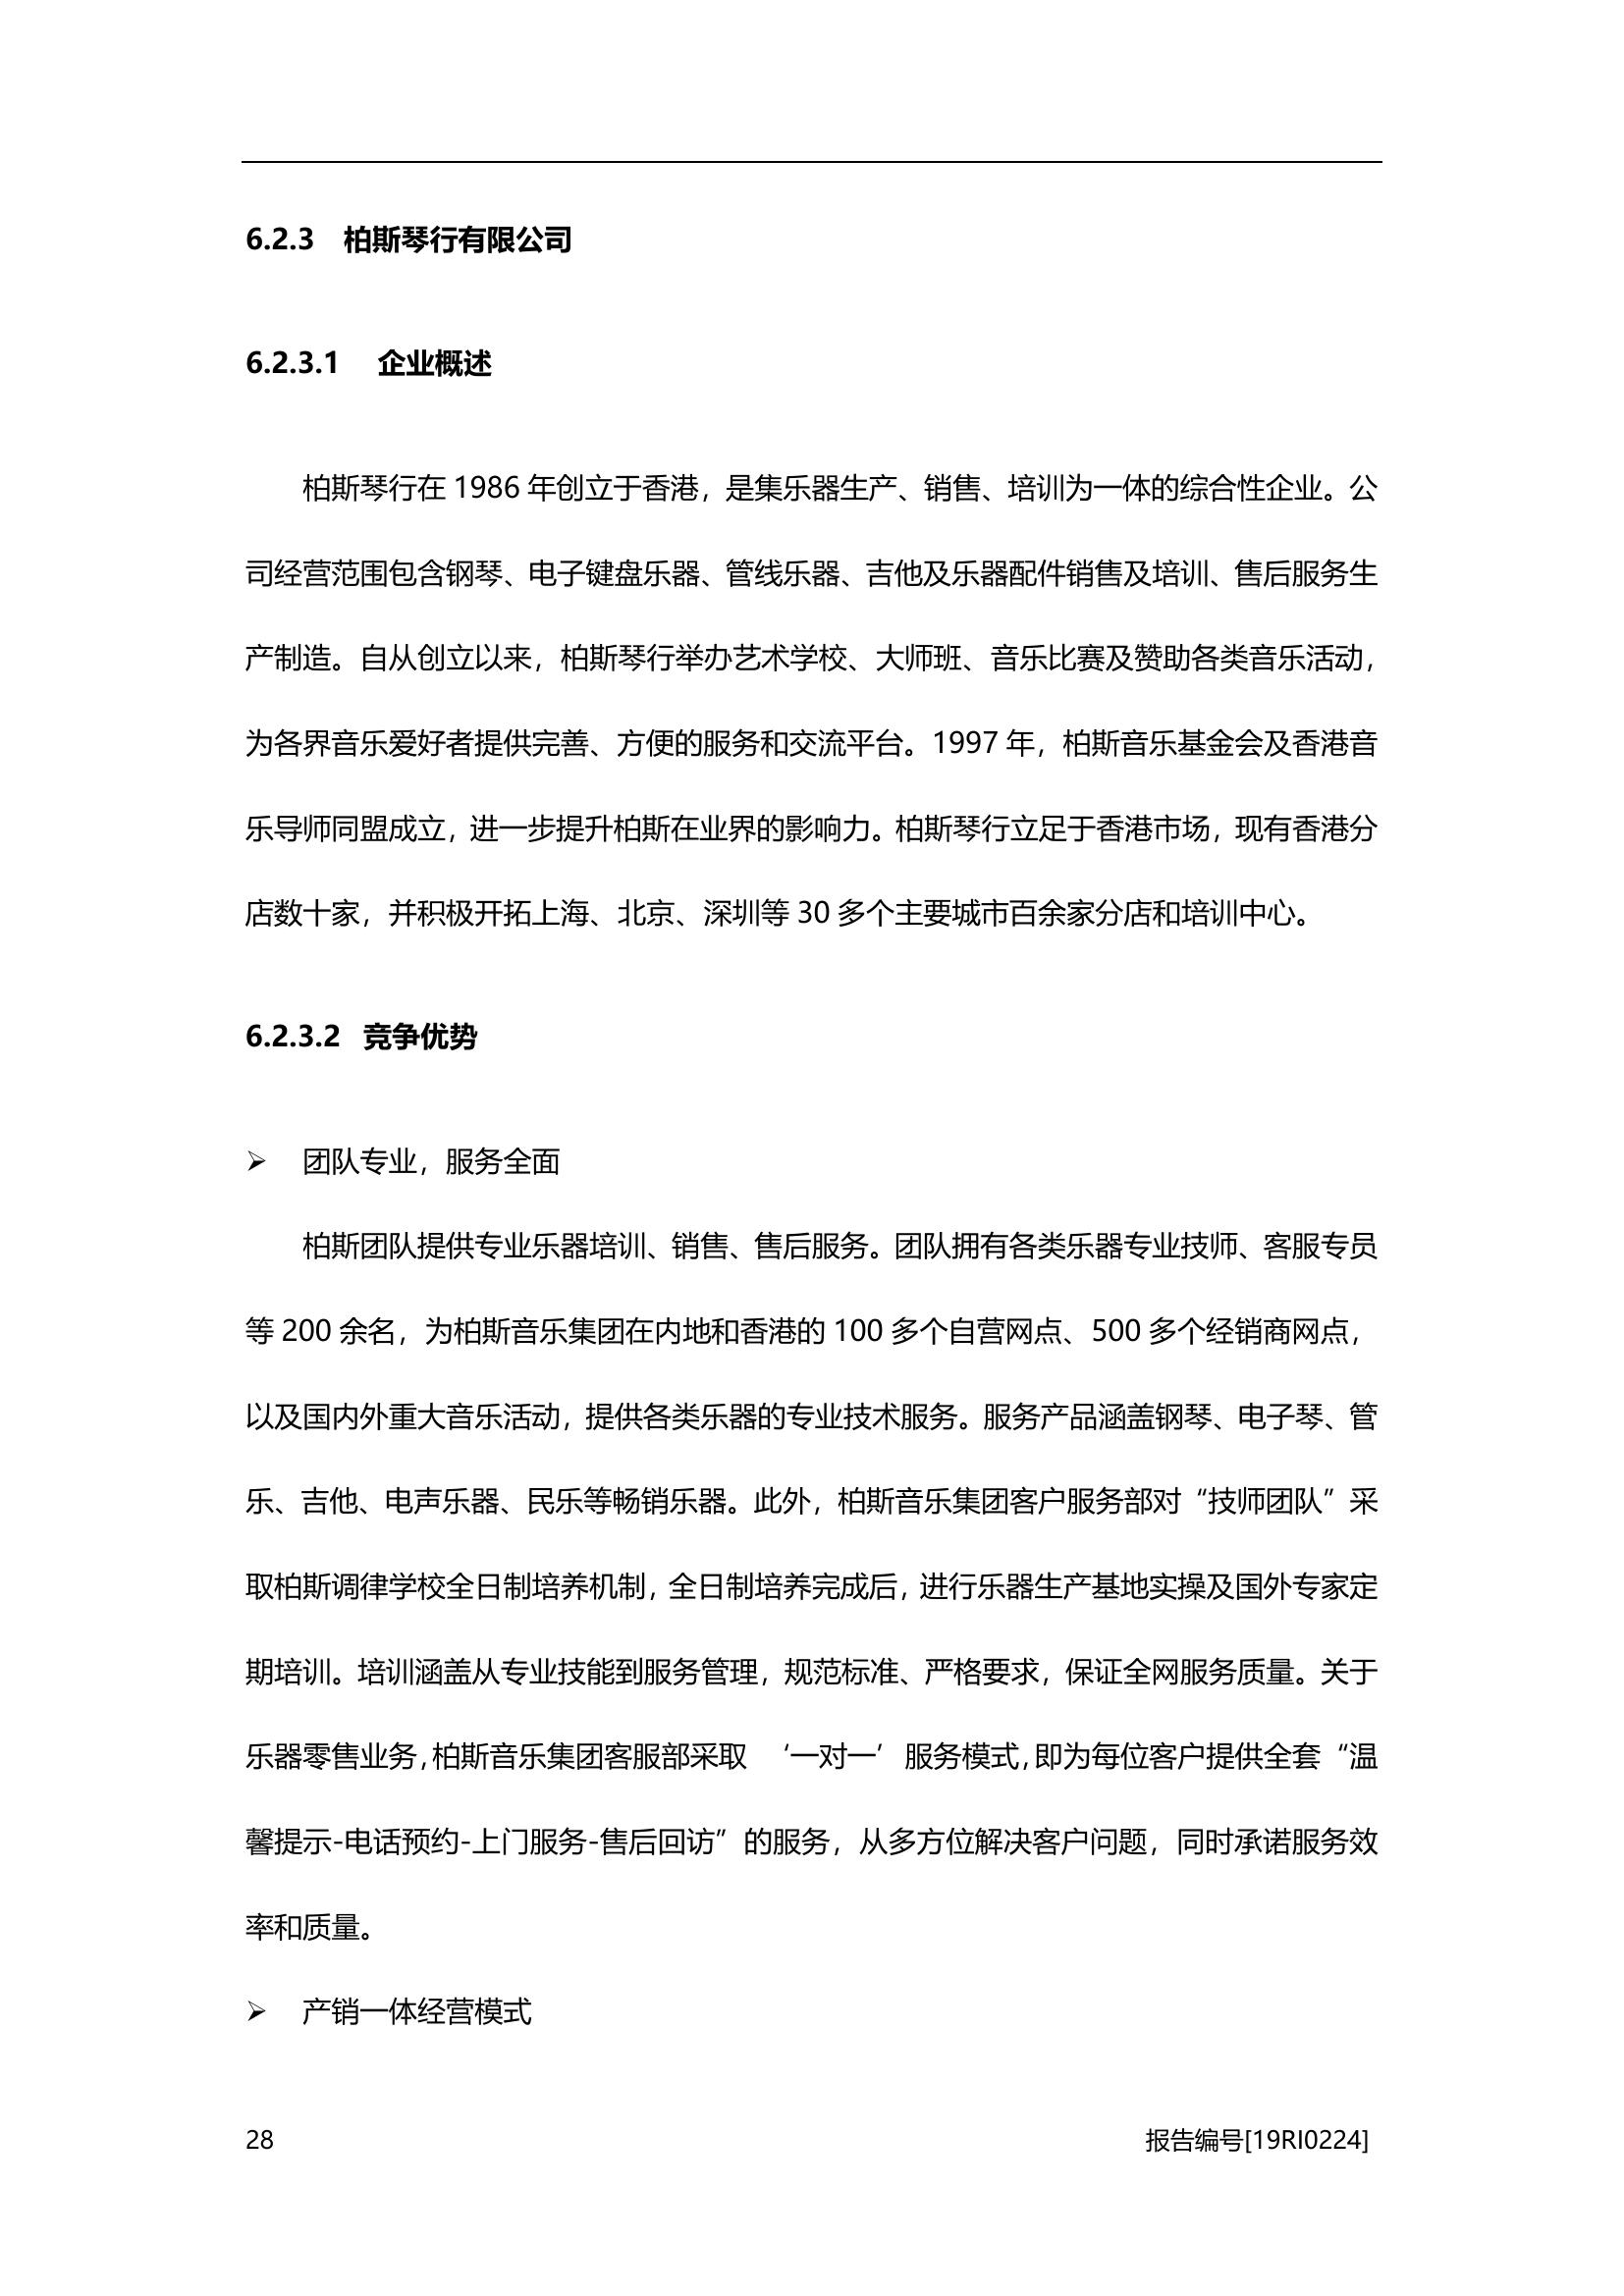 6.2.3 柏斯琴行有限公司
6.2.3.1 企业概述
柏斯琴行在 1986 年创立于香港，是集乐器生产、销售、培训为一体的综合性企业。公
司经营范围包含钢琴、电子键盘乐器、管线乐器、吉他及乐器配件销售及培训、售后服务生
产制造。自从创立以来，柏斯琴行举办艺术学校、大师班、音乐比赛及赞助各类音乐活动，
为各界音乐爱好者提供完善、方便的服务和交流平台。1997 年，柏斯音乐基金会及香港音
乐导师同盟成立，进一步提升柏斯在业界的影响力。柏斯琴行立足于香港市场，现有香港分
店数十家，并积极开拓上海、北京、深圳等 30 多个主要城市百余家分店和培训中心。
6.2.3.2 竞争优势
➢ 团队专业，服务全面
柏斯团队提供专业乐器培训、销售、售后服务。团队拥有各类乐器专业技师、客服专员
等 200 余名，为柏斯音乐集团在内地和香港的 100 多个自营网点、500 多个经销商网点，
以及国内外重大音乐活动，提供各类乐器的专业技术服务。服务产品涵盖钢琴、电子琴、管
乐、吉他、电声乐器、民乐等畅销乐器。此外，柏斯音乐集团客户服务部对“技师团队”采
取柏斯调律学校全日制培养机制，全日制培养完成后，进行乐器生产基地实操及国外专家定
期培训。培训涵盖从专业技能到服务管理，规范标准、严格要求，保证全网服务质量。关于
乐器零售业务，柏斯音乐集团客服部采取 ‘一对一’服务模式，即为每位客户提供全套“温
馨提示-电话预约-上门服务-售后回访”的服务，从多方位解决客户问题，同时承诺服务效
率和质量。
➢ 产销一体经营模式
28 报告编号[19RI0224]